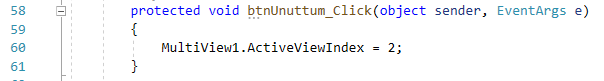 58 protected void btnUnuttum_Click(object sender, EventArgs e)
59 {
60 MultiView1.ActiveViewIndex = 2;
61 }